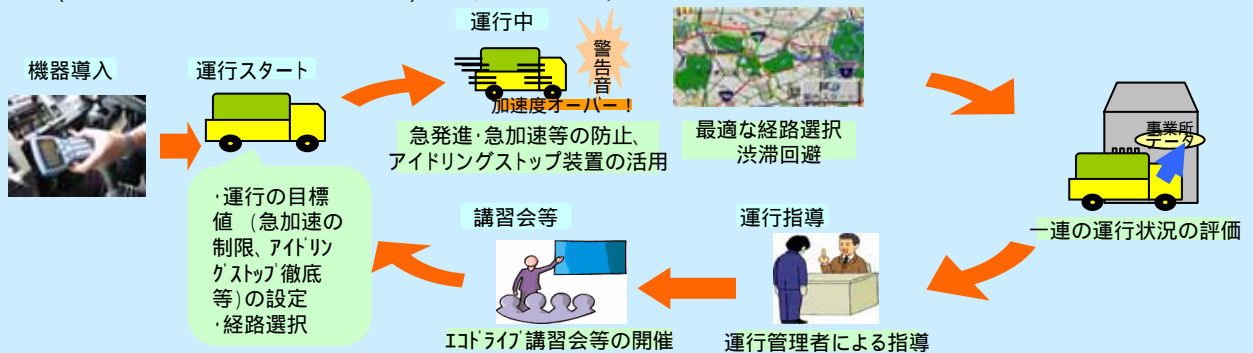 運行中
機器導入
運行スタート
警告音
加速度オーバー！
急発進・急加速等の防止、
アイドリングストップ装置の活用
最適な経路選択
渋滞回避
事業所
データ
一連の運行状況の評価
・運行の目標
値 （急加速の
制限、ｱｲﾄﾞﾘﾝ
ｸﾞｽﾄｯﾌﾟ徹底
等）の設定
・経路選択
講習会等
運行指導
ｴｺﾄﾞﾗｲﾌﾞ講習会等の開催
運行管理者による指導